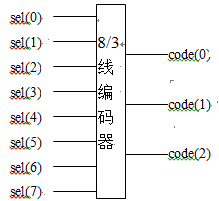 sel(0)
sel(1)
sel(2)
sel(3)
sel(4)
sel(5)
sel(6)
sel(7)
8/3
线
编
码
器
code(0)
code(1)
code(2)